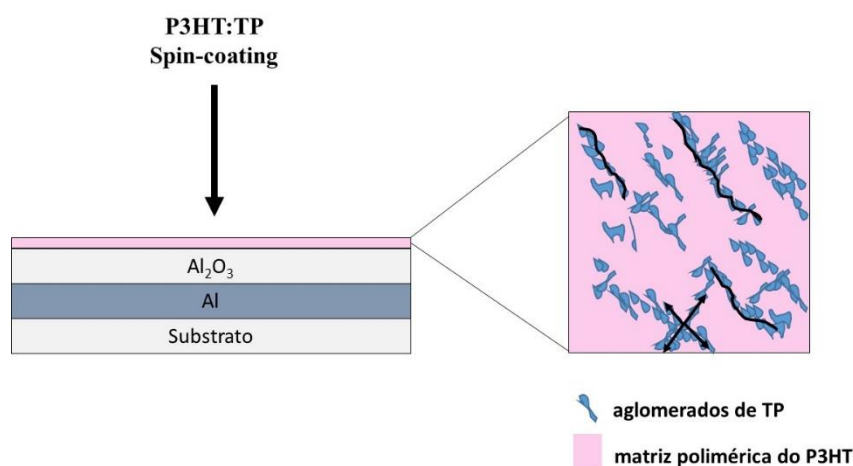 P3HT:TP
Spin-coating
Al₂O₃
Al
Substrato
aglomerados de TP
matriz polimérica do P3HT